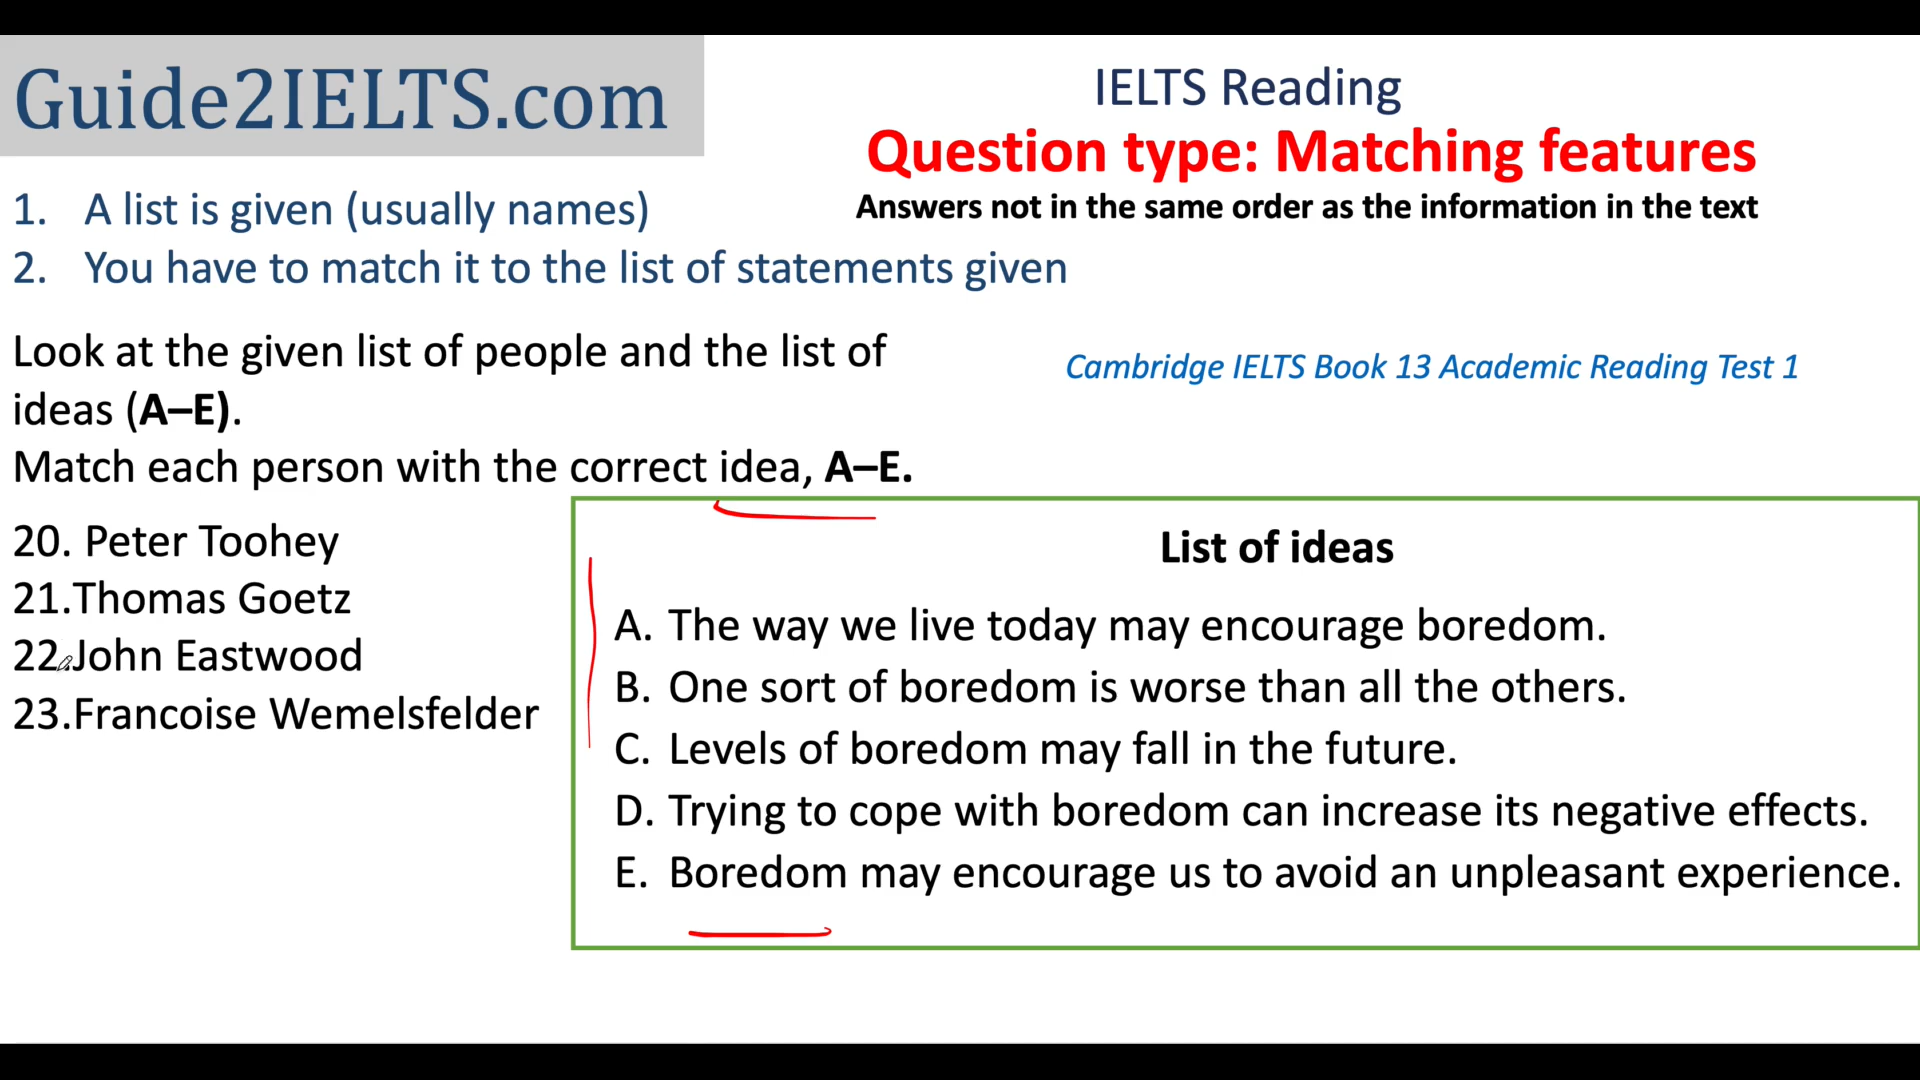 Guide2IELTS.com
IELTS Reading
Question type: Matching features
Answers not in the same order as the information in the text
1. A list is given (usually names)
2. You have to match it to the list of statements given
Look at the given list of people and the list of
ideas (A–E).
Match each person with the correct idea, A–E.
Cambridge IELTS Book 13 Academic Reading Test 1
20. Peter Toohey
21.Thomas Goetz
22.John Eastwood
23.Francoise Wemelsfelder
List of ideas
A. The way we live today may encourage boredom.
B. One sort of boredom is worse than all the others.
C. Levels of boredom may fall in the future.
D. Trying to cope with boredom can increase its negative effects.
E. Boredom may encourage us to avoid an unpleasant experience.